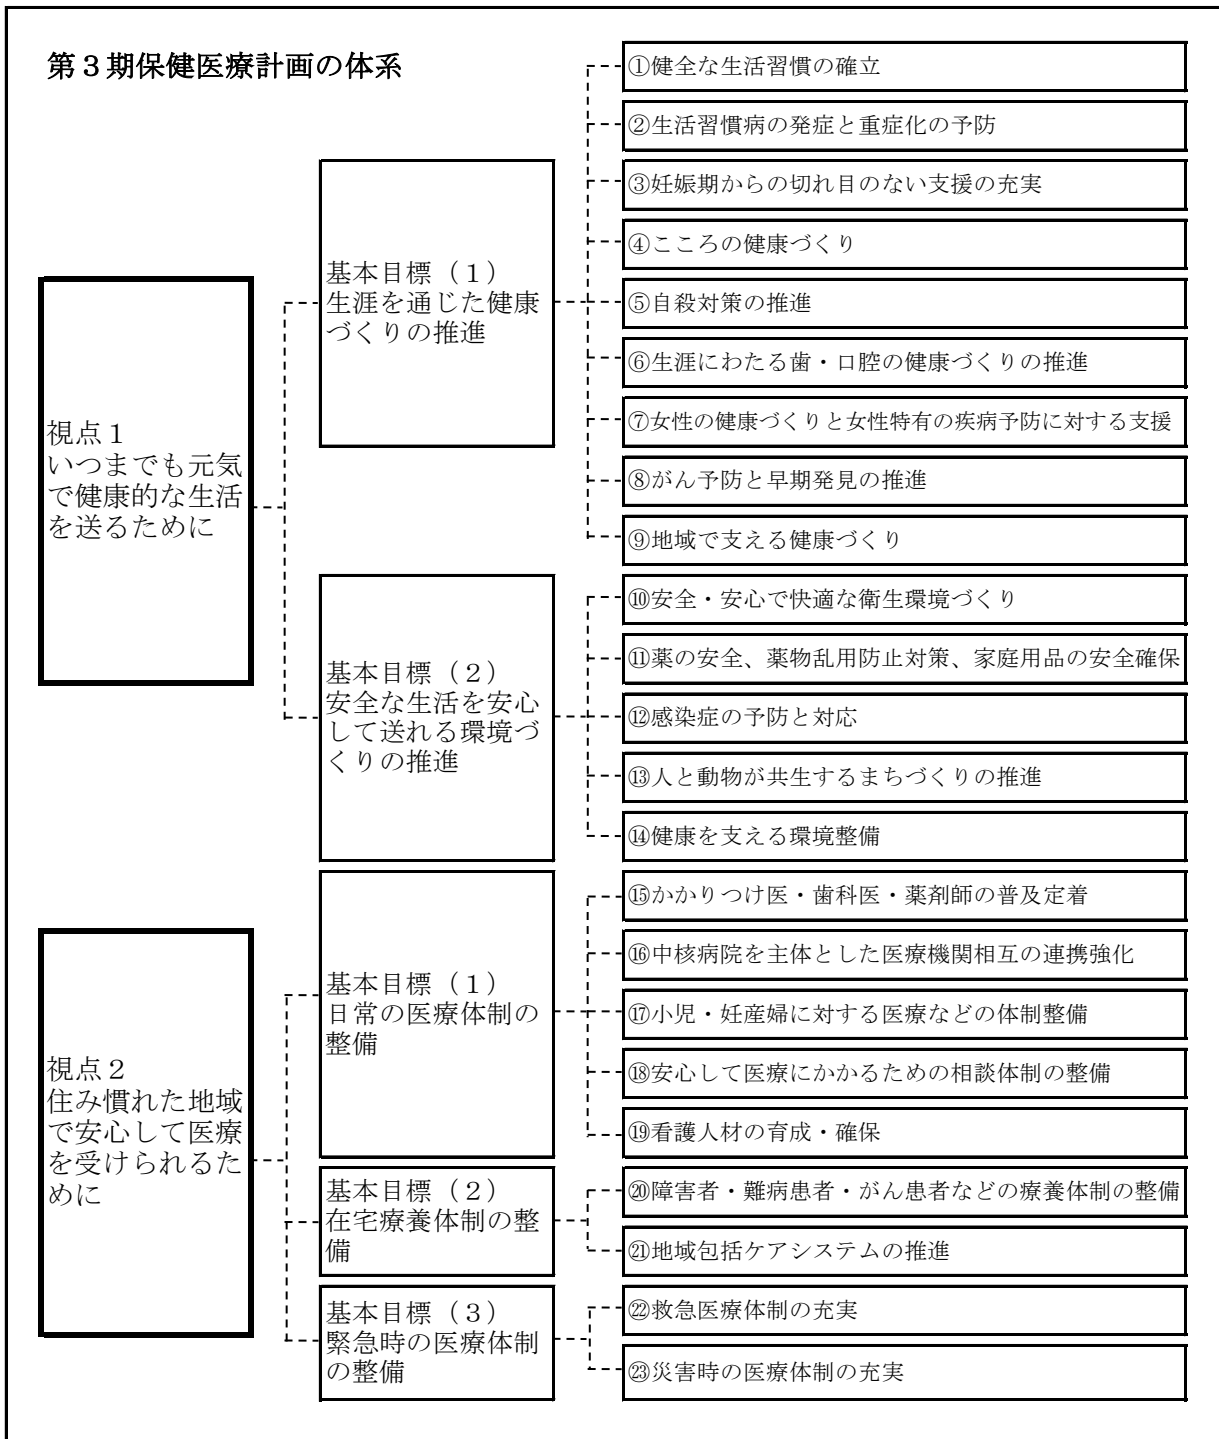 第３期保健医療計画の体系
視点１
いつまでも元気
で健康的な生活
を送るために
基本目標（１）
生涯を通じた健康
づくりの推進
①健全な生活習慣の確立
②生活習慣病の発症と重症化の予防
③妊娠期からの切れ目のない支援の充実
④こころの健康づくり
⑤自殺対策の推進
⑥生涯にわたる歯・口腔の健康づくりの推進
⑦女性の健康づくりと女性特有の疾病予防に対する支援
⑧がん予防と早期発見の推進
⑨地域で支える健康づくり
基本目標（２）
安全な生活を安心
して送れる環境づ
くりの推進
⑩安全・安心で快適な衛生環境づくり
⑪薬の安全、薬物乱用防止対策、家庭用品の安全確保
⑫感染症の予防と対応
⑬人と動物が共生するまちづくりの推進
⑭健康を支える環境整備
視点２
住み慣れた地域
で安心して医療
を受けられるた
めに
基本目標（１）
日常の医療体制の
整備
⑮かかりつけ医・歯科医・薬剤師の普及定着
⑯中核病院を主体とした医療機関相互の連携強化
⑰小児・妊産婦に対する医療などの体制整備
⑱安心して医療にかかるための相談体制の整備
⑲看護人材の育成・確保
基本目標（２）
在宅療養体制の整
備
⑳障害者・難病患者・がん患者などの療養体制の整備
㉑地域包括ケアシステムの推進
基本目標（３）
緊急時の医療体制
の整備
㉒救急医療体制の充実
㉓災害時の医療体制の充実